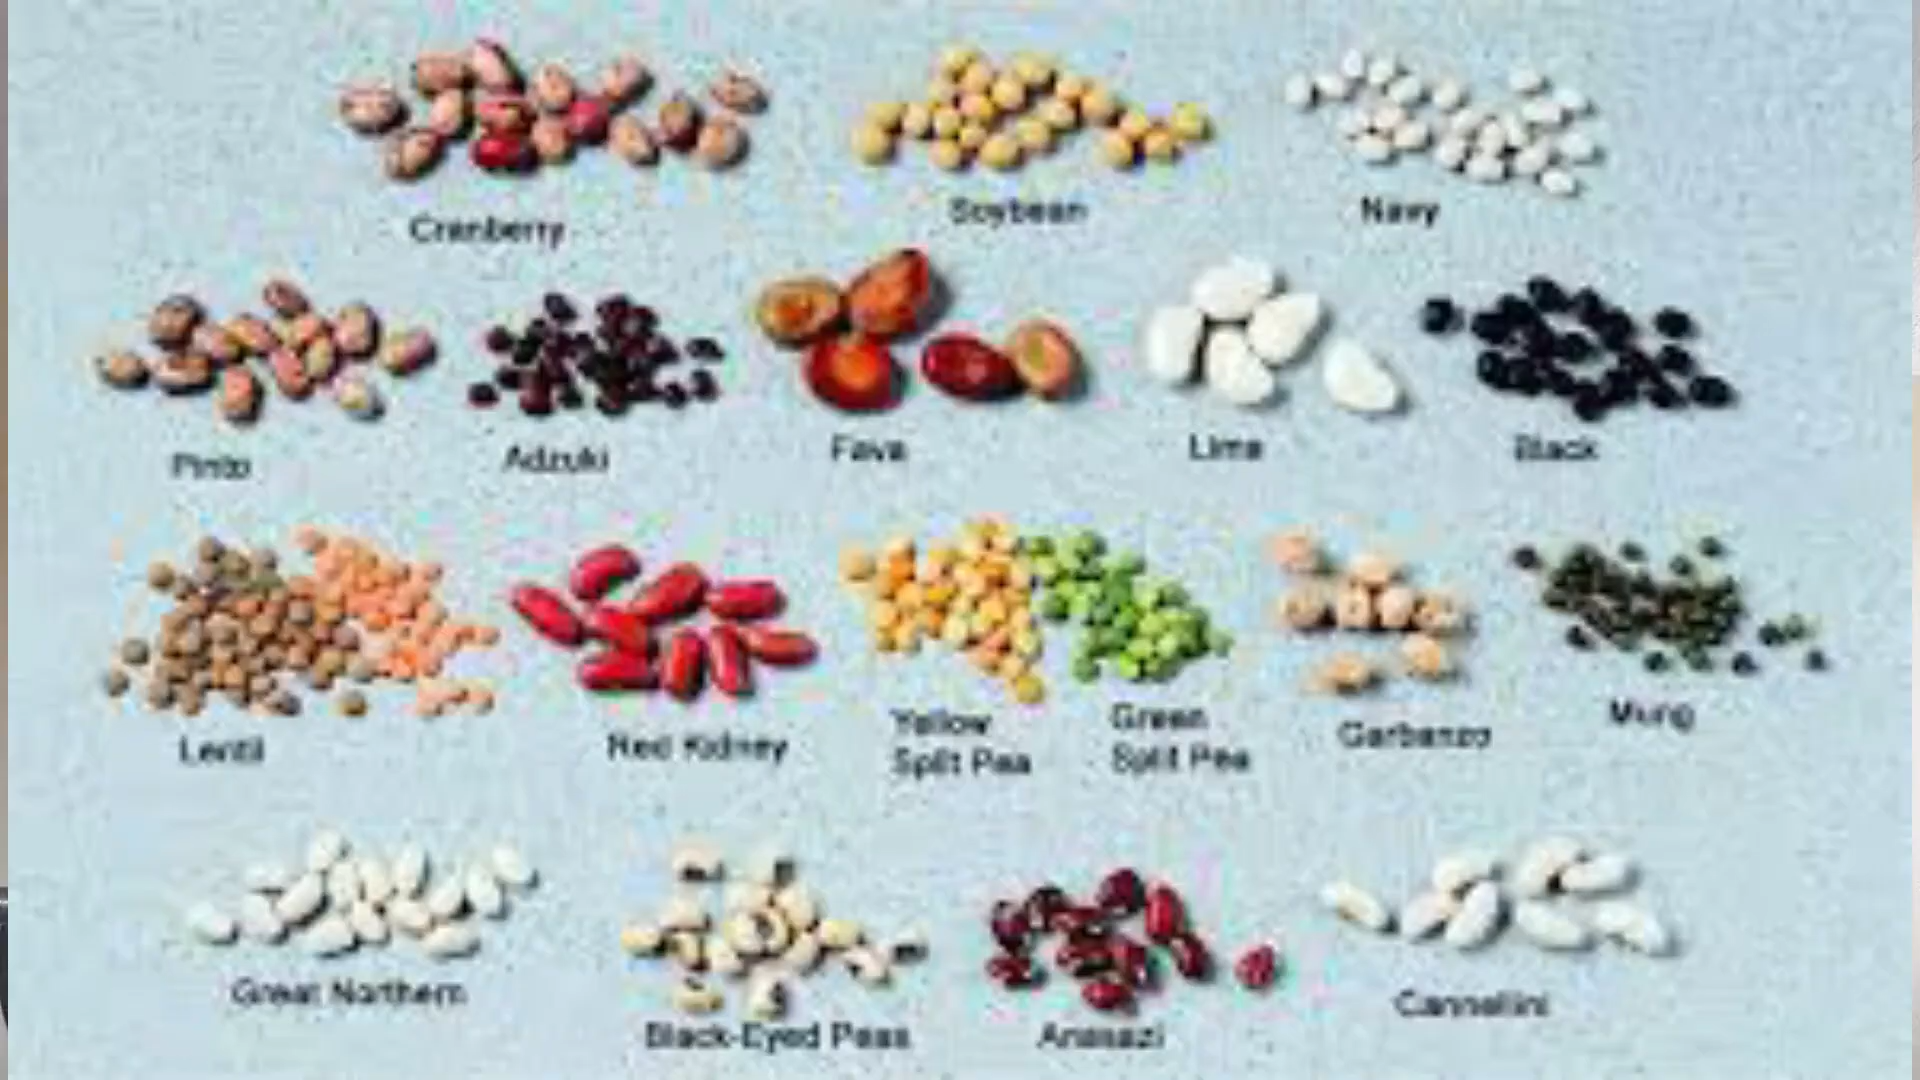 Cranberry
Soybean
Navy
Pinto
Adzuki
Fava
Lima
Black
Lentil
Red Kidney
Yellow
Split Pea
Green
Split Pea
Garbanzo
Mung
Great Northern
Black-Eyed Peas
Anasazi
Cannellini